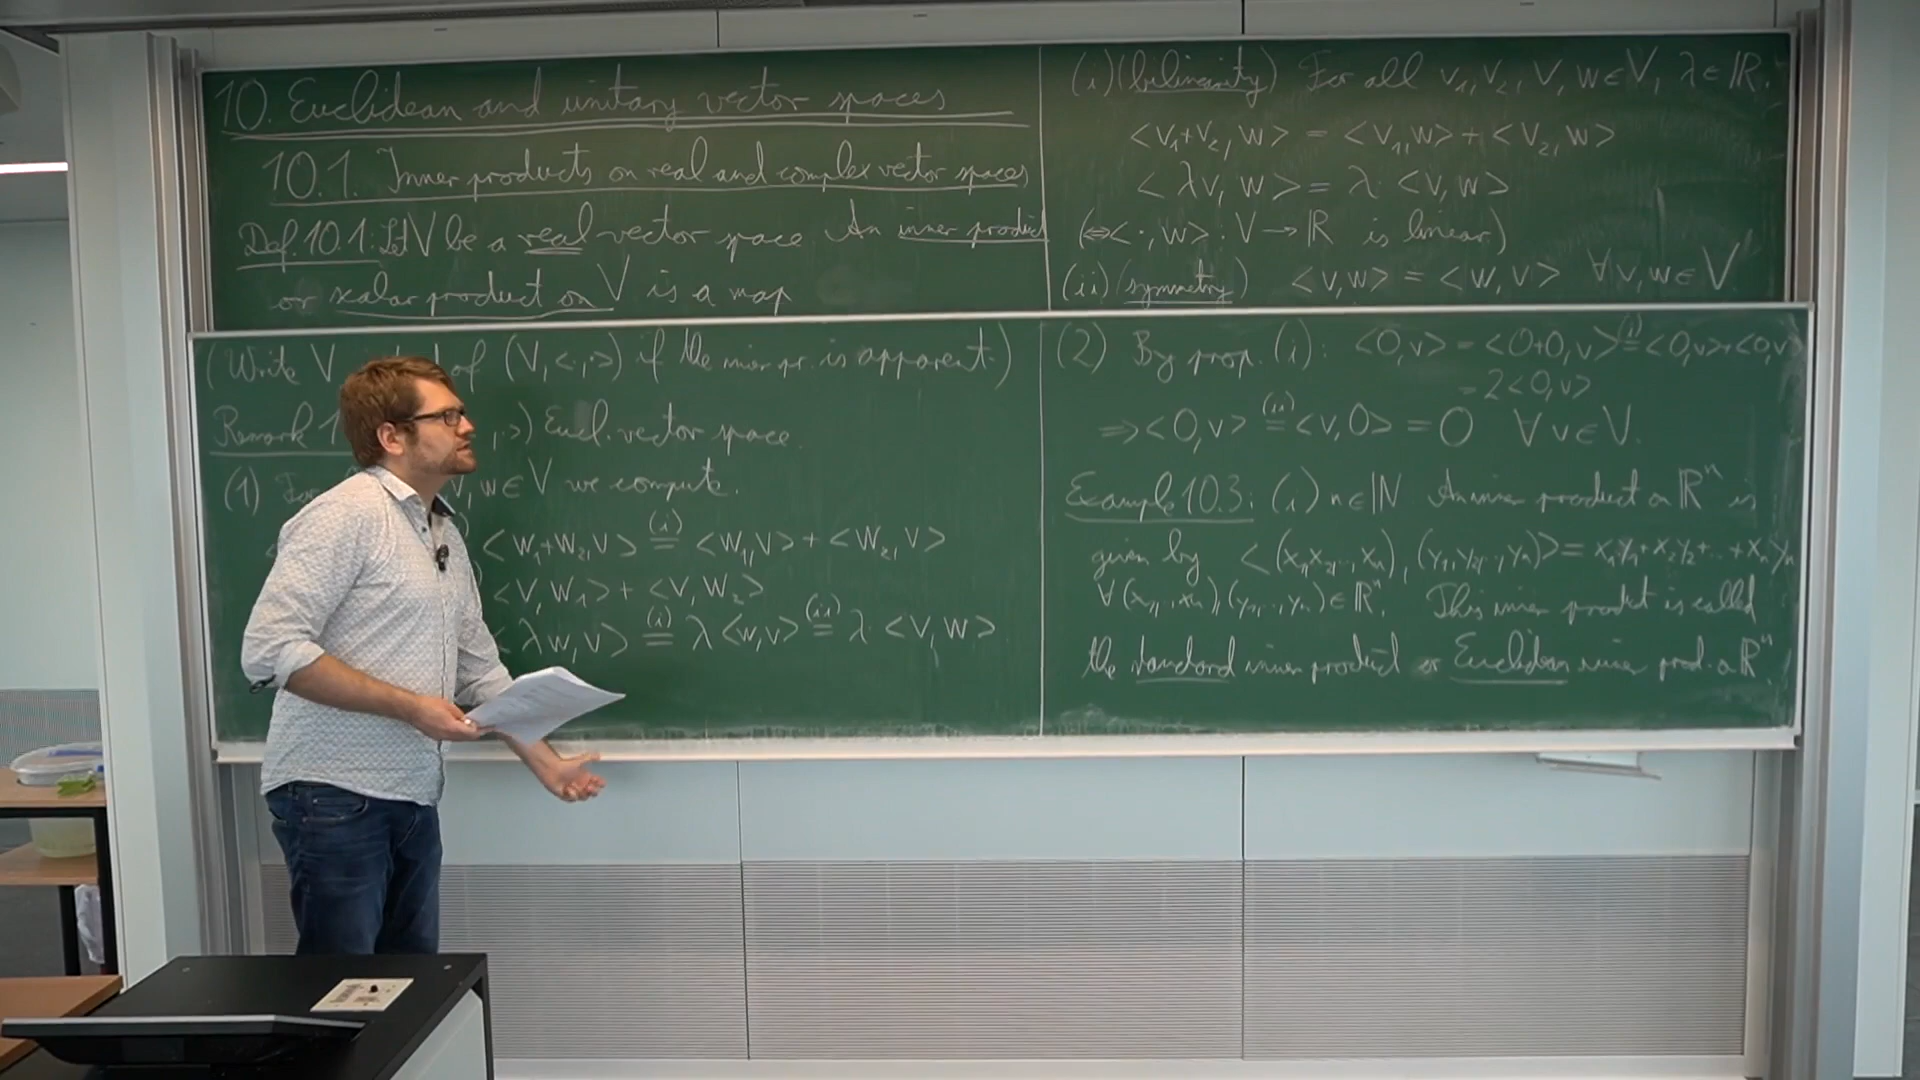 10. Euclidean and unitary vector spaces
10.1. Inner products on real and complex vector spaces
Def. 10.1: Let V be a real vector space An inner product
or scalar product on V is a map
(i) (bilinearity) For all v₁, v₂, v, w ∈ V, λ ∈ ℝ:
<v₁+v₂, w> = <v₁, w> + <v₂, w>
<λv, w> = λ·<v, w>
(⇔ <·, w> : V → ℝ is linear)
(ii) (symmetry) <v,w> = <w,v> ∀ v,w ∈ V
(Write V of (V, <·,·>) if the inner pr. is apparent.)
Remark 1 ,·>) Eucl. vector space.
(1) For v, w ∈ V we compute.
<w₁+w₂, v> (i)= <w₁, v> + <w₂, v>
<v, w₁> + <v, w₂>
<λw, v> (i)= λ<w,v> (ii)= λ·<v, w>
(2) By prop. (i): <0,v> = <0+0, v> (i)= <0,v>+<0,v>
= 2<0,v>
⇒ <0,v> (ii)= <v,0> = 0 ∀ v ∈ V.
Example 10.3: (i) n ∈ ℕ An inner product on ℝⁿ is
given by <(x₁,x₂,..,xₙ), (y₁,y₂,..,yₙ)> = x₁y₁+x₂y₂+...+xₙyₙ
∀ (x₁,..,xₙ), (y₁,..,yₙ) ∈ ℝⁿ. This inner product is called
the standard inner product or Euclidean inner prod. on ℝⁿ.